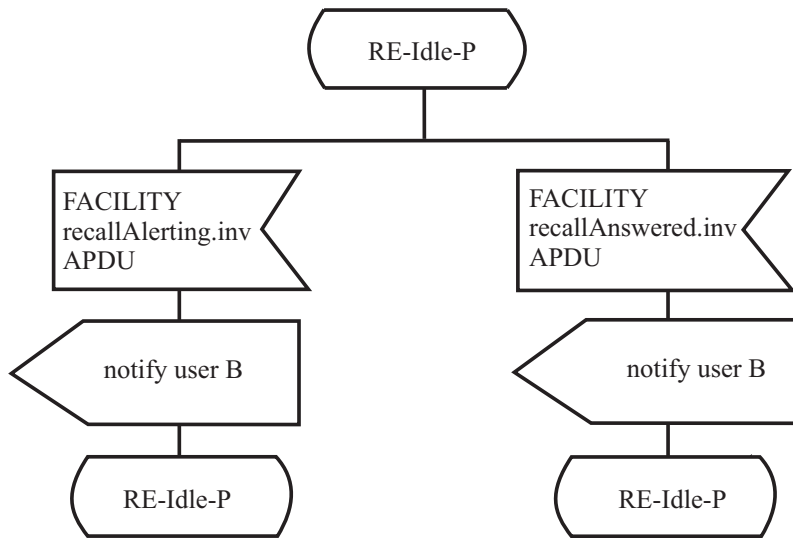 RE-Idle-P
FACILITY
recallAlerting.inv
APDU
FACILITY
recallAnswered.inv
APDU
notify user B
notify user B
RE-Idle-P
RE-Idle-P